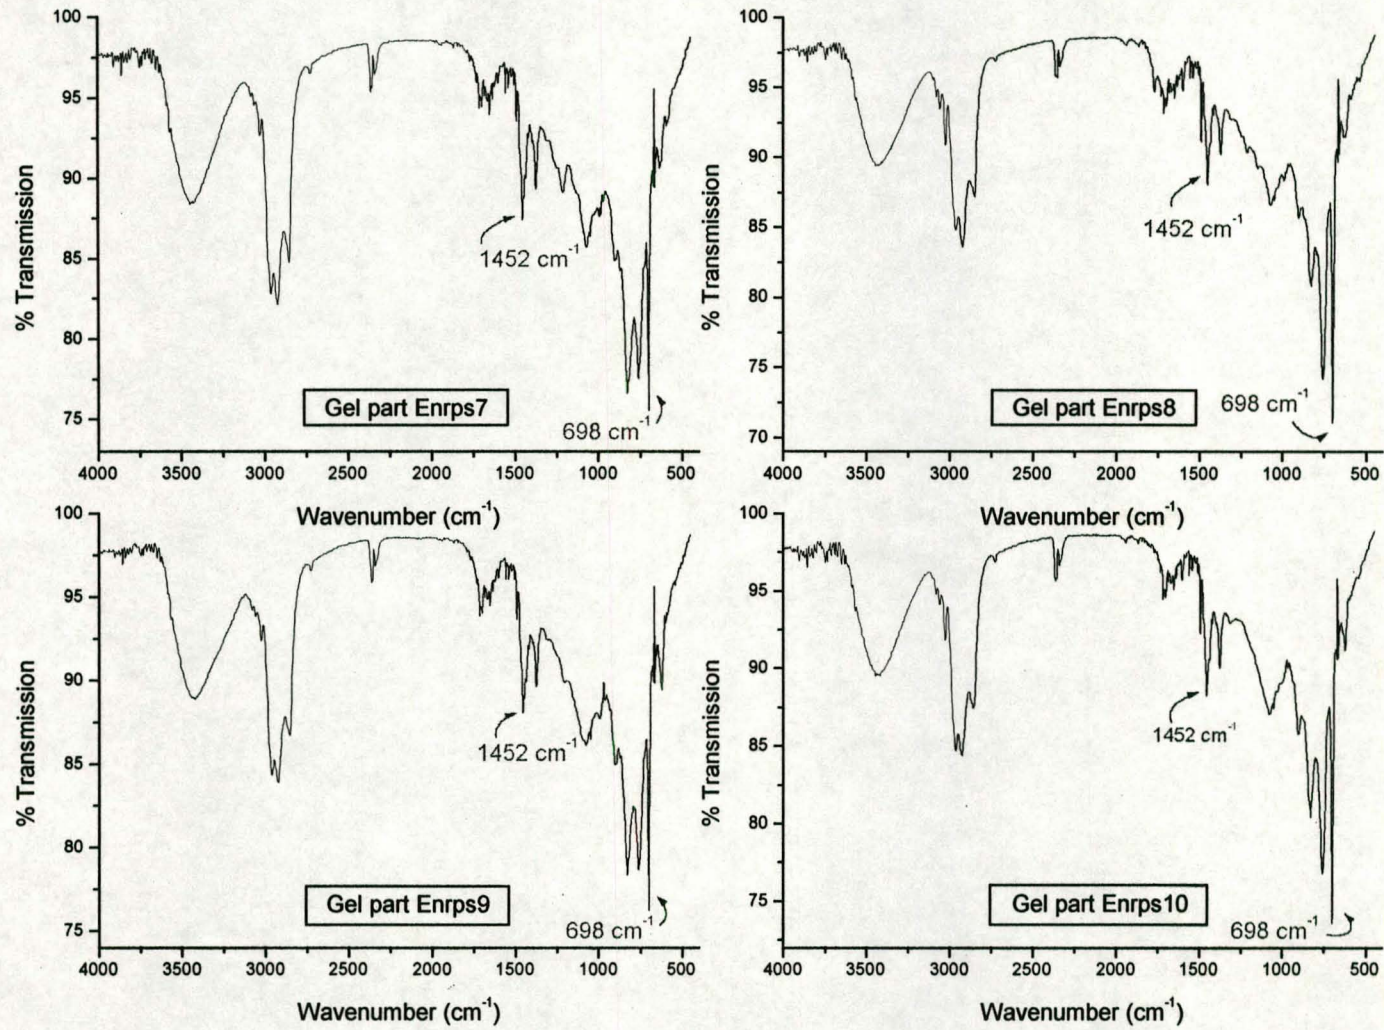 100
95
90
85
80
75
% Transmission
1452 cm-1
698 cm-1
Gel part Enrps7
4000 3500 3000 2500 2000 1500 1000 500
Wavenumber (cm-1)
100
95
90
85
80
75
70
% Transmission
1452 cm-1
698 cm-1
Gel part Enrps8
4000 3500 3000 2500 2000 1500 1000 500
Wavenumber (cm-1)
100
95
90
85
80
75
% Transmission
1452 cm-1
698 cm-1
Gel part Enrps9
4000 3500 3000 2500 2000 1500 1000 500
Wavenumber (cm-1)
100
95
90
85
80
75
% Transmission
1452 cm-1
698 cm-1
Gel part Enrps10
4000 3500 3000 2500 2000 1500 1000 500
Wavenumber (cm-1)